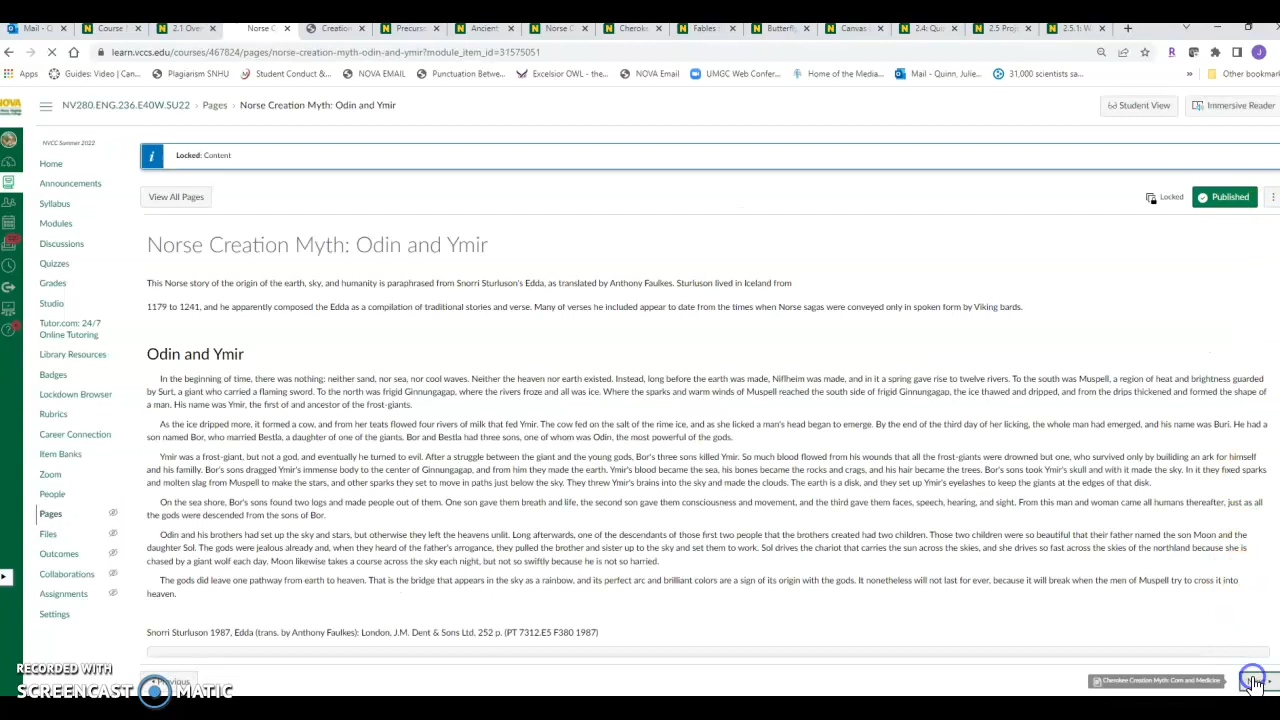 Mail - Q...
Course
2.1 Over
Norse C
Creation
Precurso
Ancient
Norse C
Cheroke
Fables
Butterfly
Canvas
2.4: Qui
2.5 Proj
2.5.1: W
learn.vccs.edu/courses/467824/pages/norse-creation-myth-odin-and-ymir?module_item_id=31575051
Apps
Guides: Video | Can...
Plagiarism SNHU
Student Conduct &...
NOVA EMAIL
Punctuation Betwe...
Excelsior OWL - the...
NOVA Email
UMGC Web Confer...
Home of the Media...
Mail - Quinn, Julie...
31,000 scientists sa...
Other bookmar
NOVA
NV280.ENG.236.E40W.SU22 › Pages › Norse Creation Myth: Odin and Ymir
Student View
Immersive Reader
NVCC Summer 2022
Home
Announcements
Syllabus
Modules
Discussions
Quizzes
Grades
Studio
Tutor.com: 24/7
Online Tutoring
Library Resources
Badges
Lockdown Browser
Rubrics
Career Connection
Item Banks
Zoom
People
Pages
Files
Outcomes
Collaborations
Assignments
Settings
Locked: Content
View All Pages
Locked
Published
Norse Creation Myth: Odin and Ymir
This Norse story of the origin of the earth, sky, and humanity is paraphrased from Snorri Sturluson's Edda, as translated by Anthony Faulkes. Sturluson lived in Iceland from
1179 to 1241, and he apparently composed the Edda as a compilation of traditional stories and verse. Many of verses he included appear to date from the times when Norse sagas were conveyed only in spoken form by Viking bards.
Odin and Ymir
In the beginning of time, there was nothing: neither sand, nor sea, nor cool waves. Neither the heaven nor earth existed. Instead, long before the earth was made, Niflheim was made, and in it a spring gave rise to twelve rivers. To the south was Muspell, a region of heat and brightness guarded
by Surt, a giant who carried a flaming sword. To the north was frigid Ginnungagap, where the rivers froze and all was ice. Where the sparks and warm winds of Muspell reached the south side of frigid Ginnungagap, the ice thawed and dripped, and from the drips thickened and formed the shape of
a man. His name was Ymir, the first of and ancestor of the frost-giants.
As the ice dripped more, it formed a cow, and from her teats flowed four rivers of milk that fed Ymir. The cow fed on the salt of the rime ice, and as she licked a man's head began to emerge. By the end of the third day of her licking, the whole man had emerged, and his name was Buri. He had a
son named Bor, who married Bestla, a daughter of one of the giants. Bor and Bestla had three sons, one of whom was Odin, the most powerful of the gods.
Ymir was a frost-giant, but not a god, and eventually he turned to evil. After a struggle between the giant and the young gods, Bor's three sons killed Ymir. So much blood flowed from his wounds that all the frost-giants were drowned but one, who survived only by building an ark for himself
and his familly. Bor's sons dragged Ymir's immense body to the center of Ginnungagap, and from him they made the earth. Ymir's blood became the sea, his bones became the rocks and crags, and his hair became the trees. Bor's sons took Ymir's skull and with it made the sky. In it they fixed sparks
and molten slag from Muspell to make the stars, and other sparks they set to move in paths just below the sky. They threw Ymir's brains into the sky and made the clouds. The earth is a disk, and they set up Ymir's eyelashes to keep the giants at the edges of that disk.
On the sea shore, Bor's sons found two logs and made people out of them. One son gave them breath and life, the second son gave them consciousness and movement, and the third gave them faces, speech, hearing, and sight. From this man and woman came all humans thereafter, just as all
the gods were descended from the sons of Bor.
Odin and his brothers had set up the sky and stars, but otherwise they left the heavens unlit. Long afterwards, one of the descendants of those first two people that the brothers created had two children. Those two children were so beautiful that their father named the son Moon and the
daughter Sol. The gods were jealous already and, when they heard of the father's arrogance, they pulled the brother and sister up to the sky and set them to work. Sol drives the chariot that carries the sun across the skies, and she drives so fast across the skies of the northland because she is
chased by a giant wolf each day. Moon likewise takes a course across the sky each night, but not so swiftly because he is not so harried.
The gods did leave one pathway from earth to heaven. That is the bridge that appears in the sky as a rainbow, and its perfect arc and brilliant colors are a sign of its origin with the gods. It nonetheless will not last for ever, because it will break when the men of Muspell try to cross it into
heaven.
Snorri Sturluson 1987, Edda (trans. by Anthony Faulkes): London, J.M. Dent & Sons Ltd, 252 p. (PT 7312.E5 F380 1987)
Previous
Cherokee Creation Myth: Corn and Medicine
RECORDED WITH
SCREENCAST MATIC